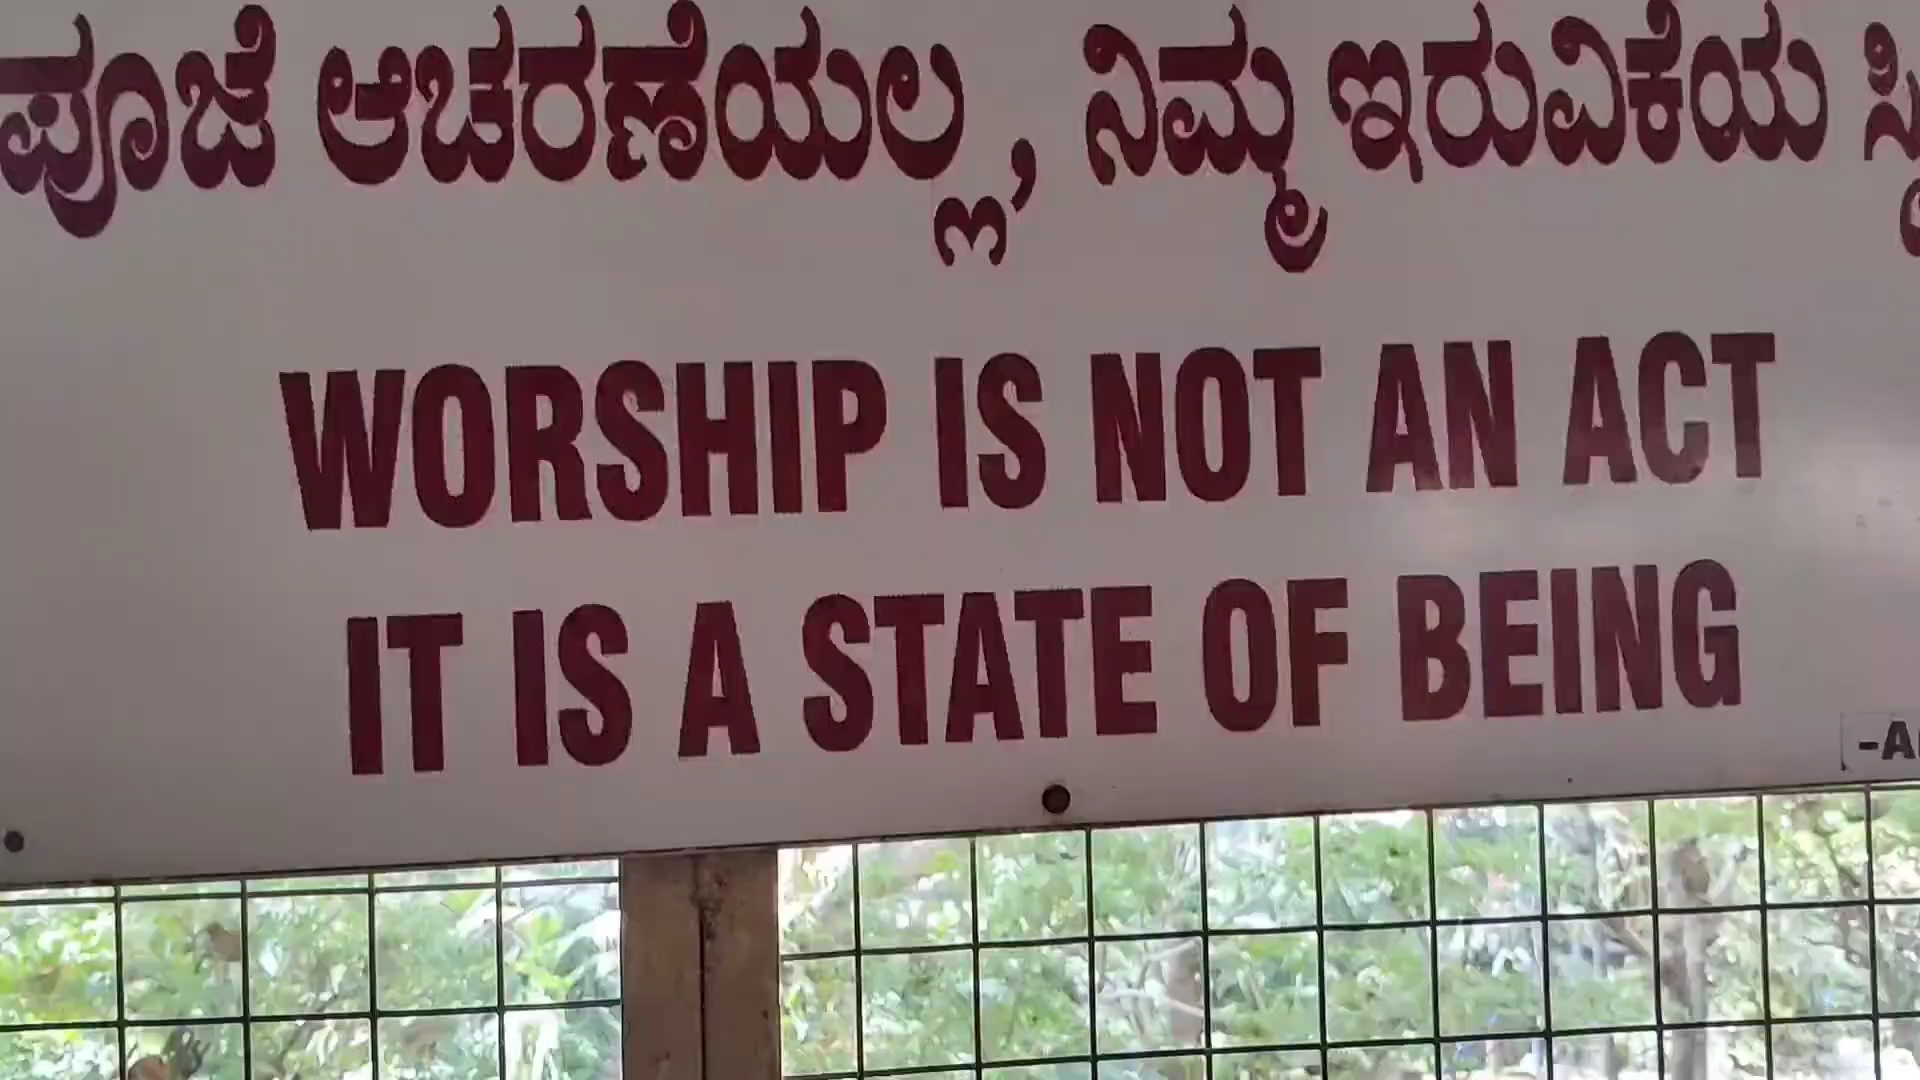 ಪೂಜೆ ಆಚರಣೆಯಲ್ಲ, ನಿಮ್ಮ ಇರುವಿಕೆಯ
WORSHIP IS NOT AN ACT
IT IS A STATE OF BEING